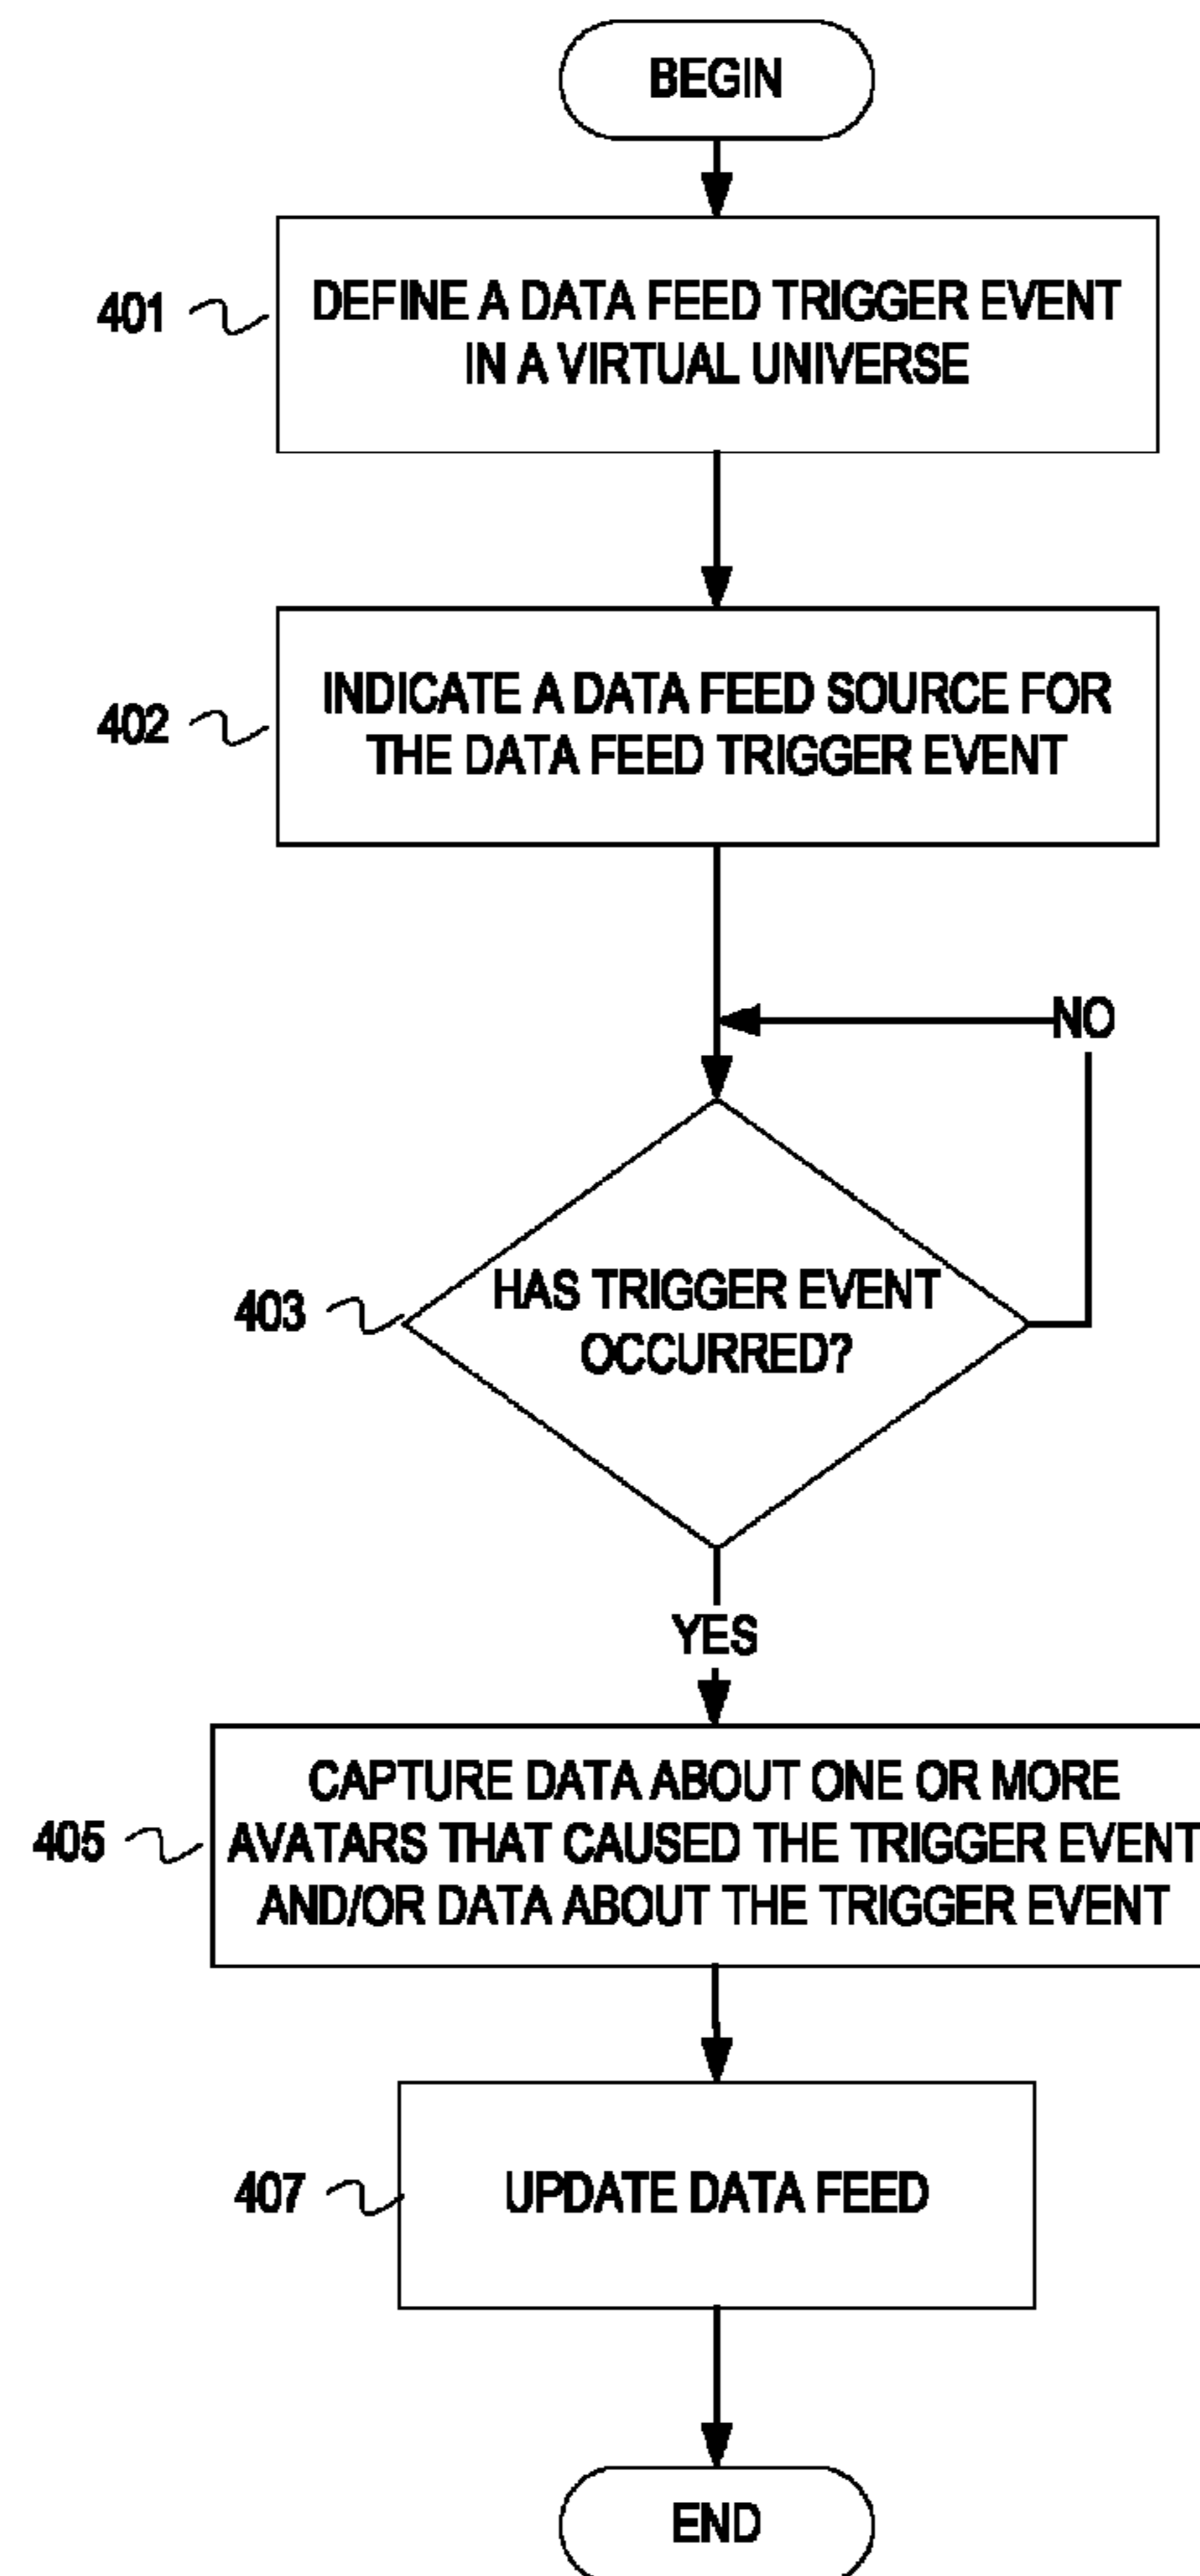 BEGIN
401
DEFINE A DATA FEED TRIGGER EVENT
IN A VIRTUAL UNIVERSE
402
INDICATE A DATA FEED SOURCE FOR
THE DATA FEED TRIGGER EVENT
NO
403
HAS TRIGGER EVENT
OCCURRED?
YES
405
CAPTURE DATA ABOUT ONE OR MORE
AVATARS THAT CAUSED THE TRIGGER EVENT
AND/OR DATA ABOUT THE TRIGGER EVENT
407
UPDATE DATA FEED
END